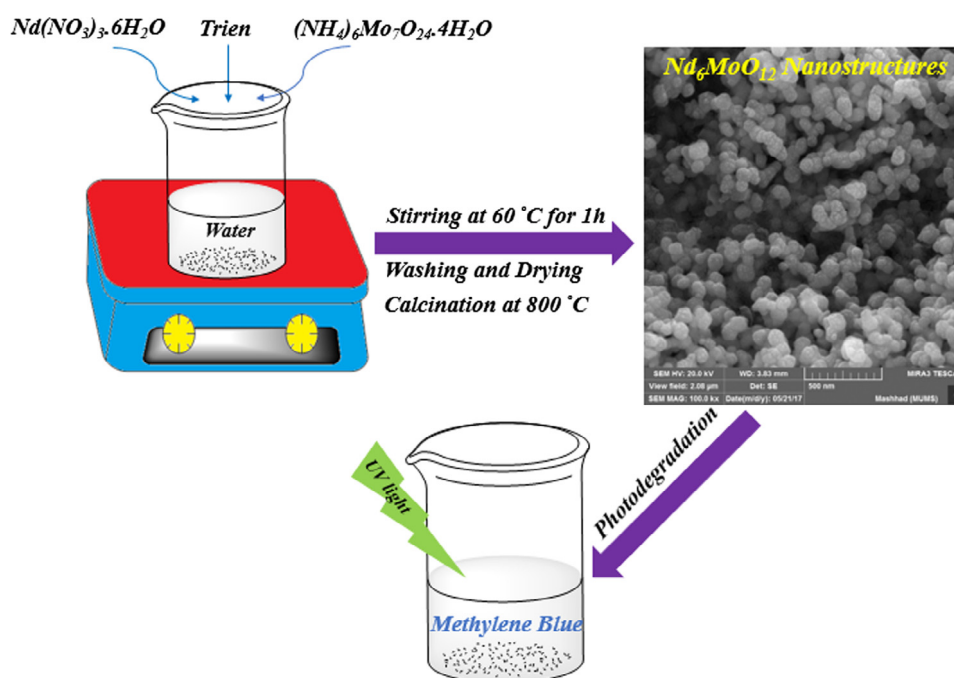 Nd(NO3)3.6H2O Trien (NH4)6Mo7O24.4H2O
Water
Stirring at 60 °C for 1h
Washing and Drying
Calcination at 800 °C
Nd6MoO12 Nanostructures
SEM HV: 20.0 kV WD: 3.83 mm MIRA3 TESCA
View field: 2.08 µm Det: SE 500 nm
SEM MAG: 100.0 kx Date(m/d/y): 05/21/17 Mashhad (MUMS)
Photodegradation
UV light
Methylene Blue